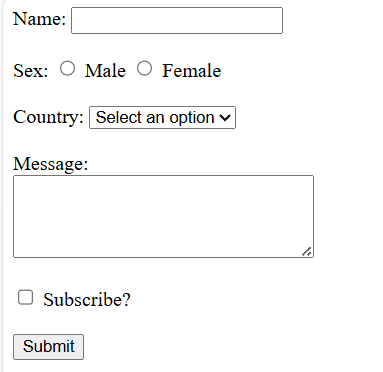 Name:
Sex: Male Female
Country: Select an option
Message:
Subscribe?
Submit